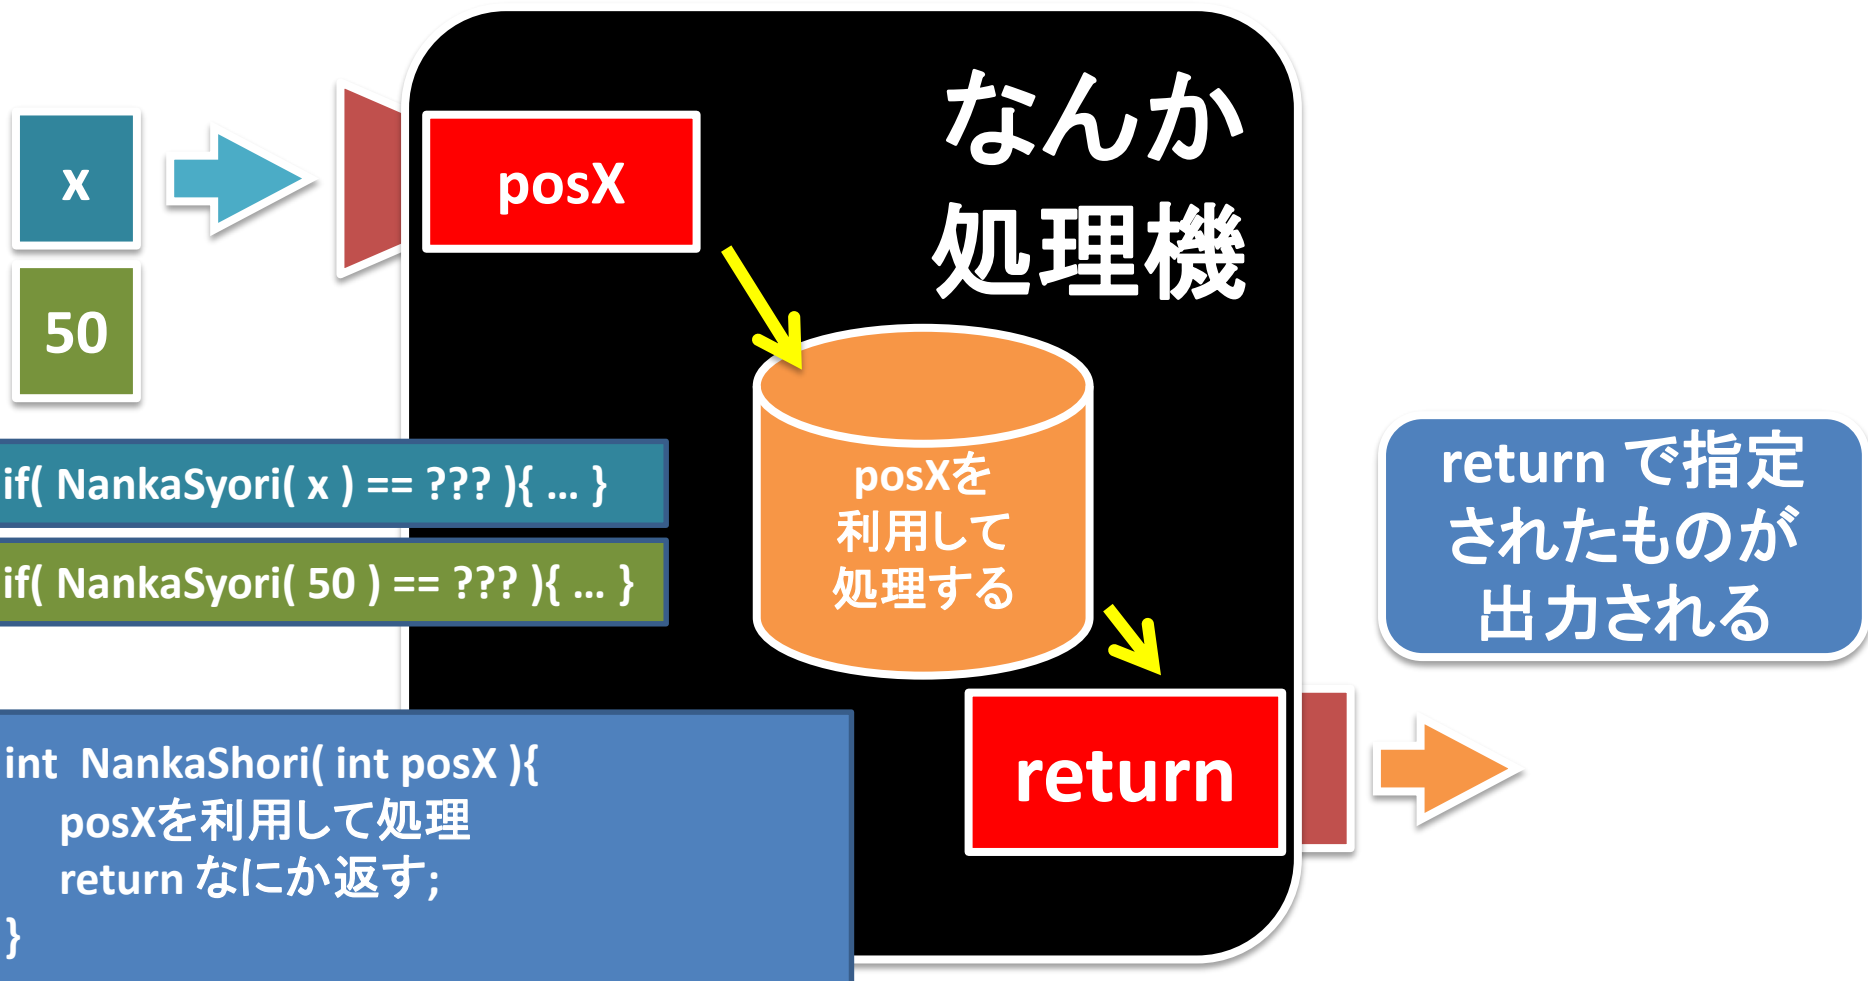 x
50
posX
なんか
処理機
posXを
利用して
処理する
if( NankaSyori( x ) == ??? ){ ... }
if( NankaSyori( 50 ) == ??? ){ ... }
return で指定
されたものが
出力される
return
int  NankaShori( int posX ){
posXを利用して処理
return なにか返す;
}